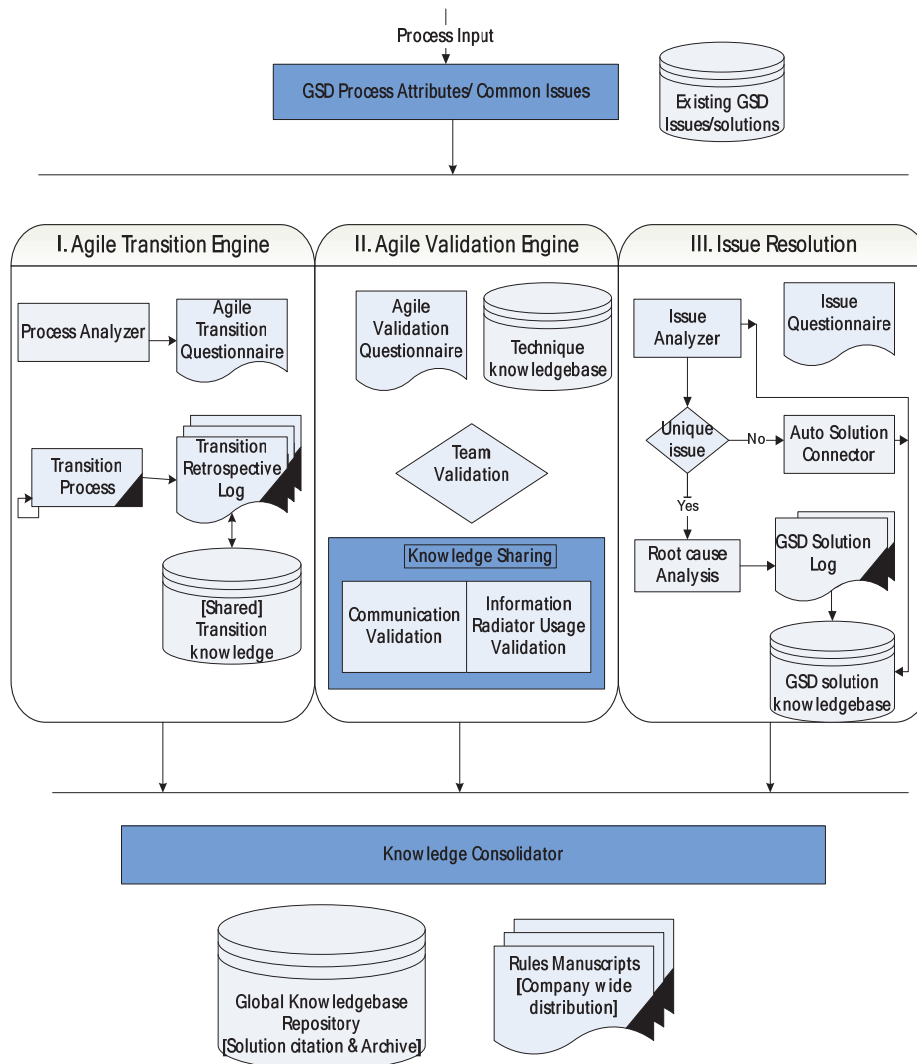 Process Input
GSD Process Attributes/ Common Issues
Existing GSD
Issues/solutions
I. Agile Transition Engine
Process Analyzer
Agile
Transition
Questionnaire
Transition
Process
Transition
Retrospective
Log
[Shared]
Transition
knowledge
II. Agile Validation Engine
Agile
Validation
Questionnaire
Technique
knowledgebase
Team
Validation
Knowledge Sharing
Communication
Validation
Information
Radiator Usage
Validation
III. Issue Resolution
Issue
Analyzer
Issue
Questionnaire
Unique
issue
No
Auto Solution
Connector
Yes
Root cause
Analysis
GSD Solution
Log
GSD solution
knowledgebase
Knowledge Consolidator
Global Knowledgebase
Repository
[Solution citation & Archive]
Rules Manuscripts
[Company wide
distribution]